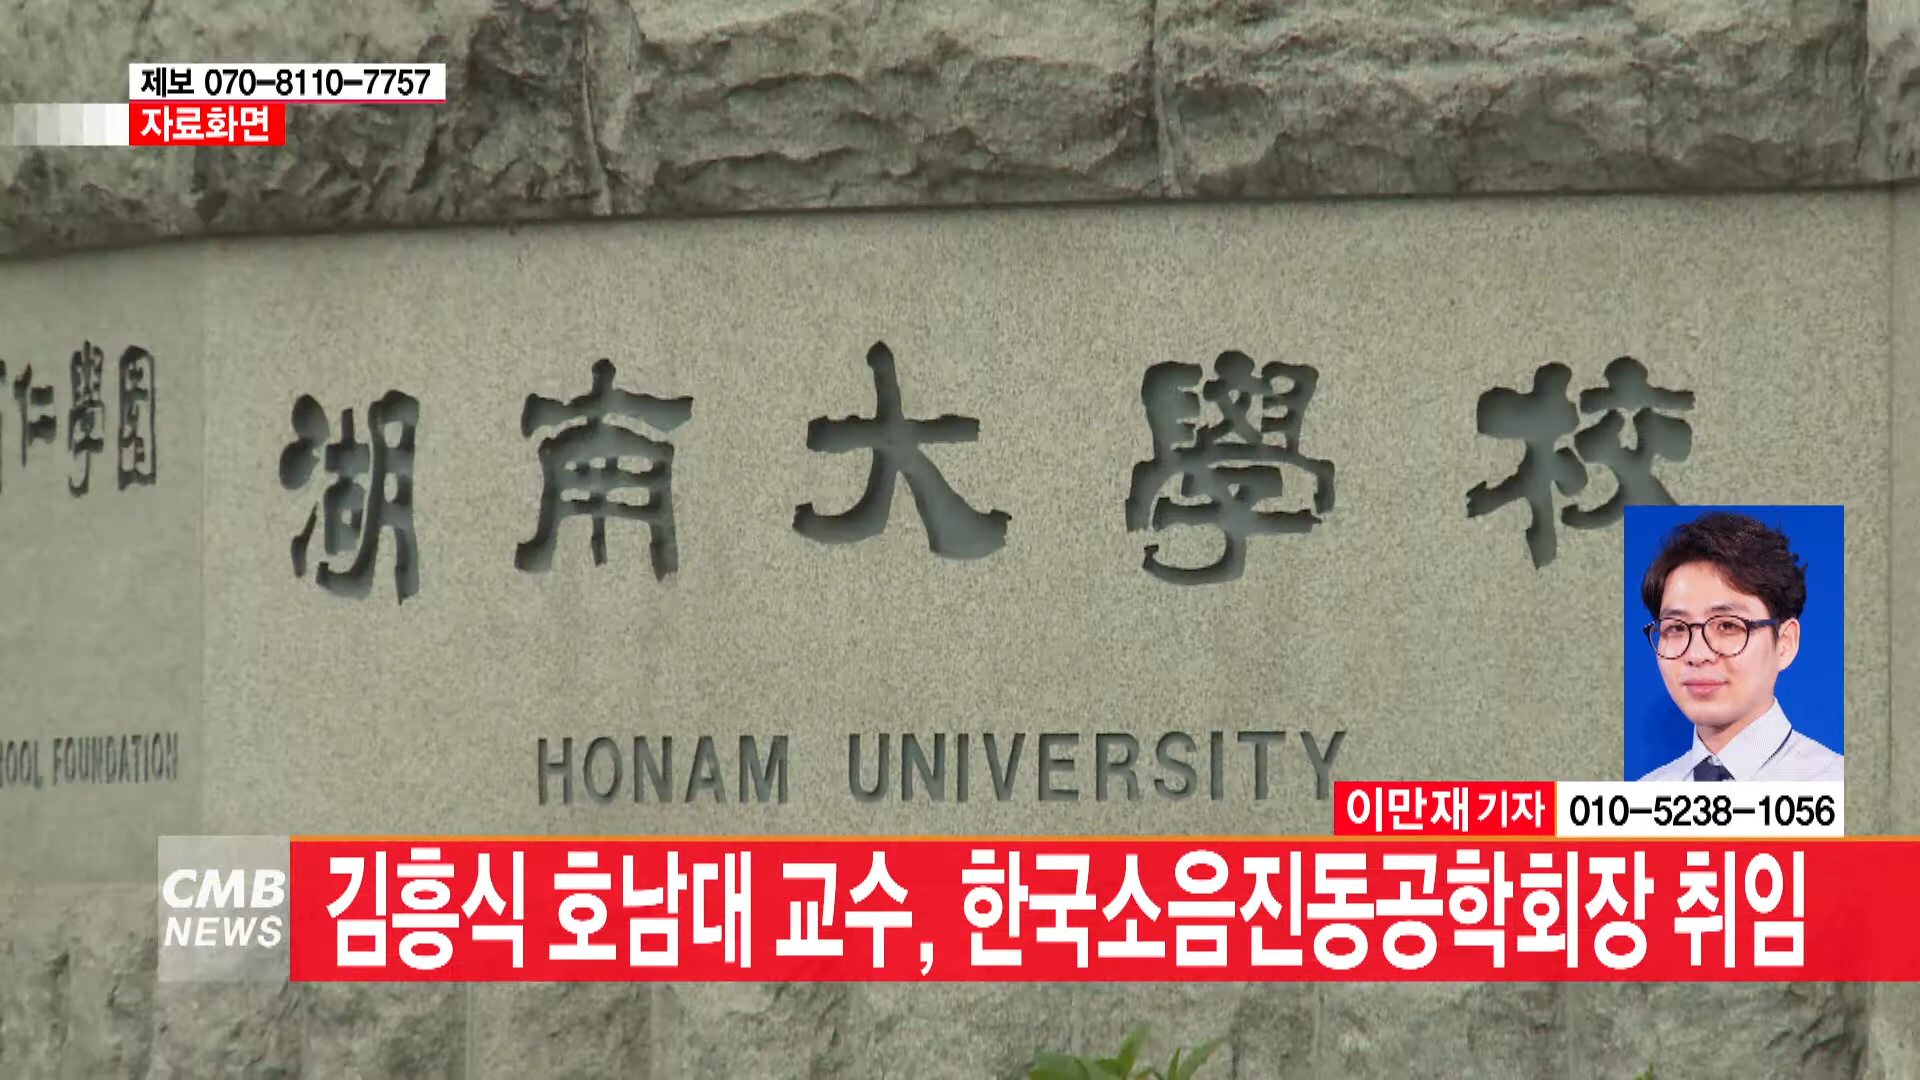 제보 070-8110-7757
자료화면
仁學園
湖南大學校
FOUNDATION
HONAM UNIVERSITY
이만재 기자 010-5238-1056
CMB
NEWS
김흥식 호남대 교수, 한국소음진동공학회장 취임